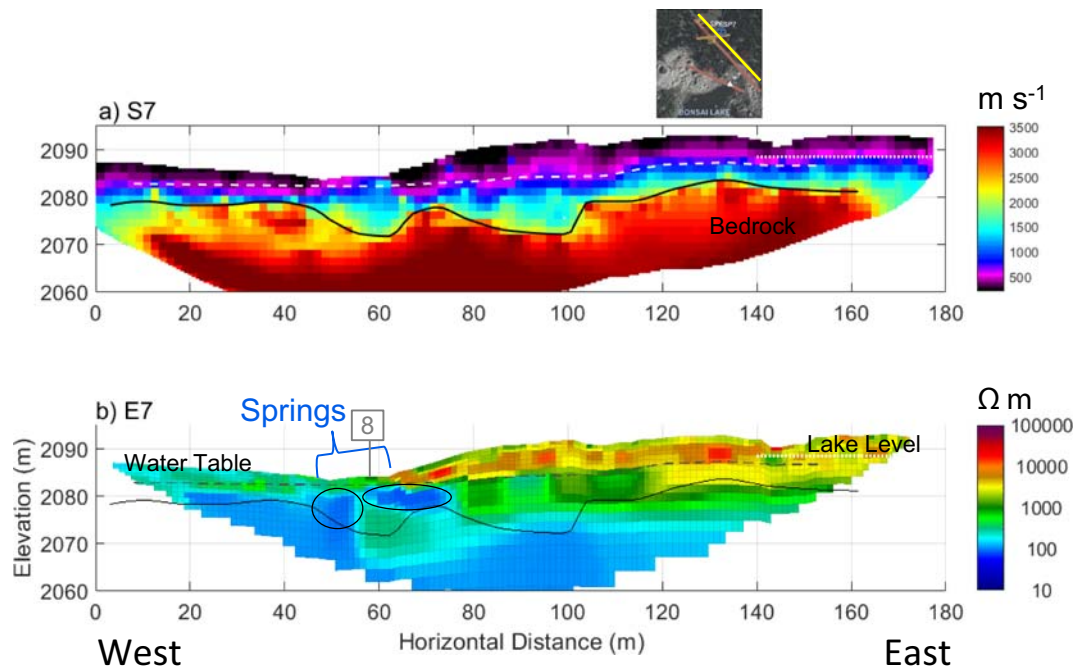 BONSAI LAKE
a) S7
m s-1
2090
2080
2070
2060
Bedrock
3500
3000
2500
2000
1500
1000
500
0 20 40 60 80 100 120 140 160 180
b) E7
Springs
8
Ω m
Water Table
Lake Level
2090
2080
2070
2060
Elevation (m)
100000
10000
1000
100
10
0 20 40 60 80 100 120 140 160 180
West
Horizontal Distance (m)
East